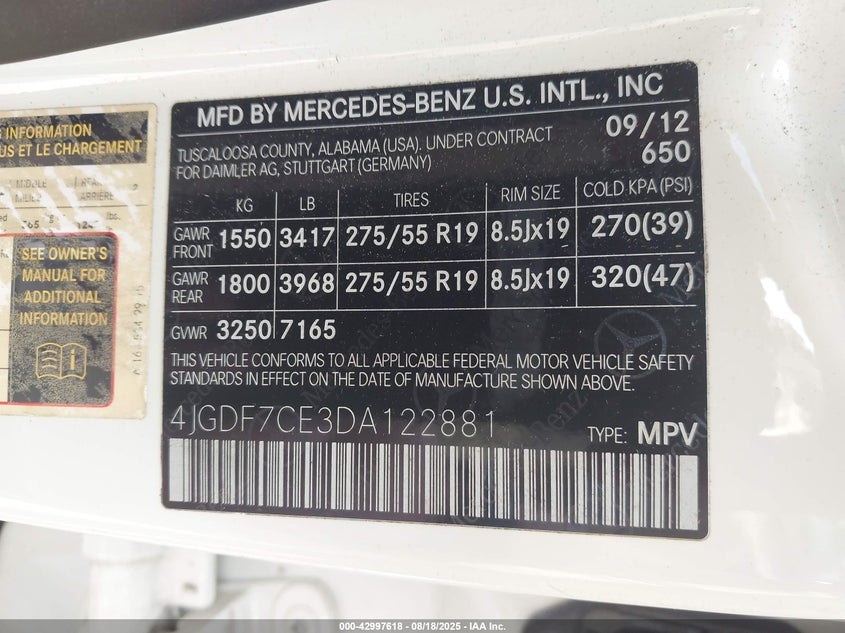 G INFORMATION
US ET LE CHARGEMENT
MIDDLE
MILIEU
SEE OWNER'S
MANUAL FOR
ADDITIONAL
INFORMATION
MFD BY MERCEDES-BENZ U.S. INTL., INC
TUSCALOOSA COUNTY, ALABAMA (USA). UNDER CONTRACT
FOR DAIMLER AG, STUTTGART (GERMANY)
09/12
650
KG LB TIRES RIM SIZE COLD KPA (PSI)
GAWR FRONT 1550 3417 275/55 R19 8.5Jx19 270(39)
GAWR REAR 1800 3968 275/55 R19 8.5Jx19 320(47)
GVWR 3250 7165
THIS VEHICLE CONFORMS TO ALL APPLICABLE FEDERAL MOTOR VEHICLE SAFETY
STANDARDS IN EFFECT ON THE DATE OF MANUFACTURE SHOWN ABOVE.
4JGDF7CE3DA122881
TYPE: MPV
000-42997618 | 08/18/2025 - IAA Inc.